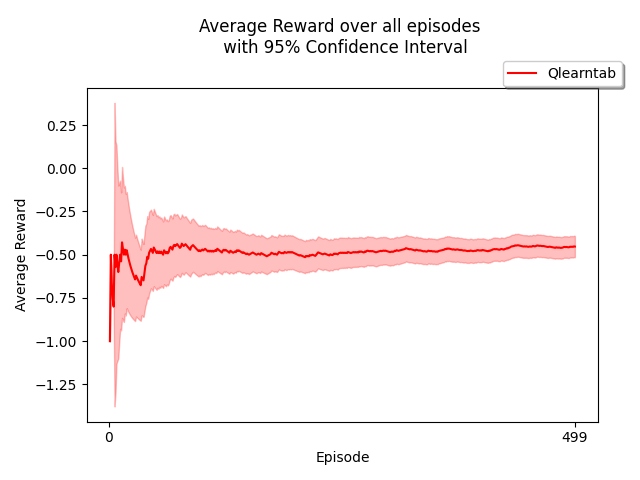 Average Reward over all episodes
with 95% Confidence Interval
Qlearntab
0.25
0.00
−0.25
−0.50
−0.75
−1.00
−1.25
Average Reward
0
499
Episode